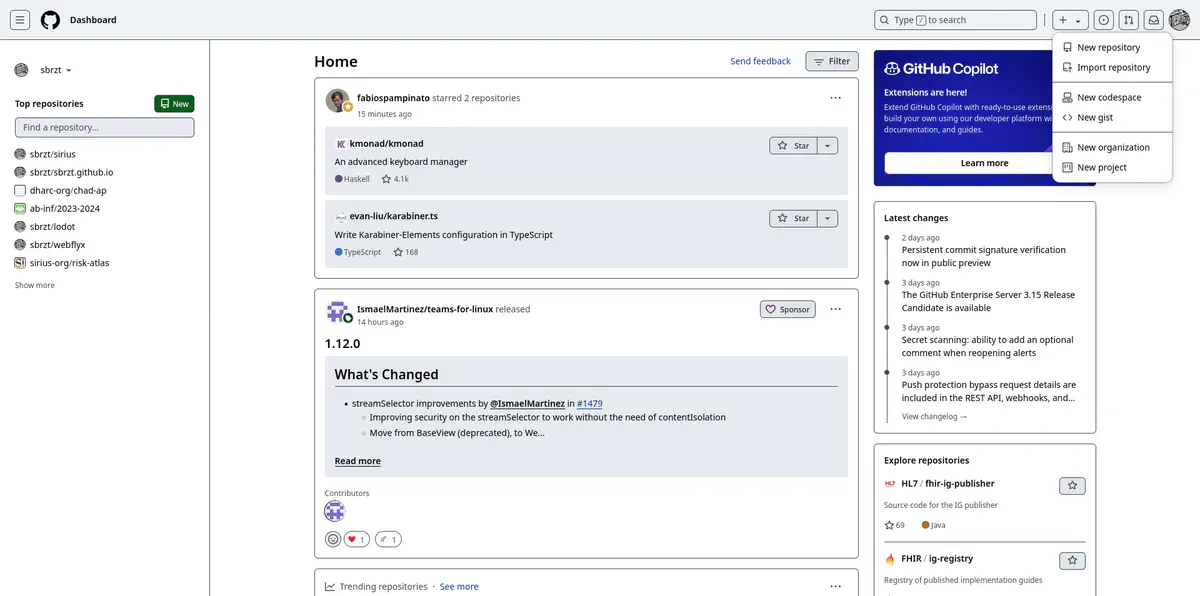 Dashboard
Type / to search
sbrzt
Top repositories
New
Find a repository...
sbrzt/sirius
sbrzt/sbrzt.github.io
dharc-org/chad-ap
ab-inf/2023-2024
sbrzt/lodot
sbrzt/webflyx
sirius-org/risk-atlas
Show more
Home
Send feedback
Filter
fabiospampinato starred 2 repositories
15 minutes ago
kmonad/kmonad
Star
An advanced keyboard manager
Haskell
4.1k
evan-liu/karabiner.ts
Star
Write Karabiner-Elements configuration in TypeScript
TypeScript
168
IsmaelMartinez/teams-for-linux released
14 hours ago
Sponsor
1.12.0
What's Changed
streamSelector improvements by @IsmaelMartinez in #1479
Improving security on the streamSelector to work without the need of contentIsolation
Move from BaseView (deprecated), to We...
Read more
Contributors
1
1
Trending repositories · See more
GitHub Copilot
Extensions are here!
Extend GitHub Copilot with ready-to-use extens
build your own using our developer platform wi
documentation, and guides.
Learn more
New repository
Import repository
New codespace
New gist
New organization
New project
Latest changes
2 days ago
Persistent commit signature verification
now in public preview
3 days ago
The GitHub Enterprise Server 3.15 Release
Candidate is available
3 days ago
Secret scanning: ability to add an optional
comment when reopening alerts
3 days ago
Push protection bypass request details are
included in the REST API, webhooks, and...
View changelog →
Explore repositories
HL7 / fhir-ig-publisher
Source code for the IG publisher
69
Java
FHIR / ig-registry
Registry of published implementation guides